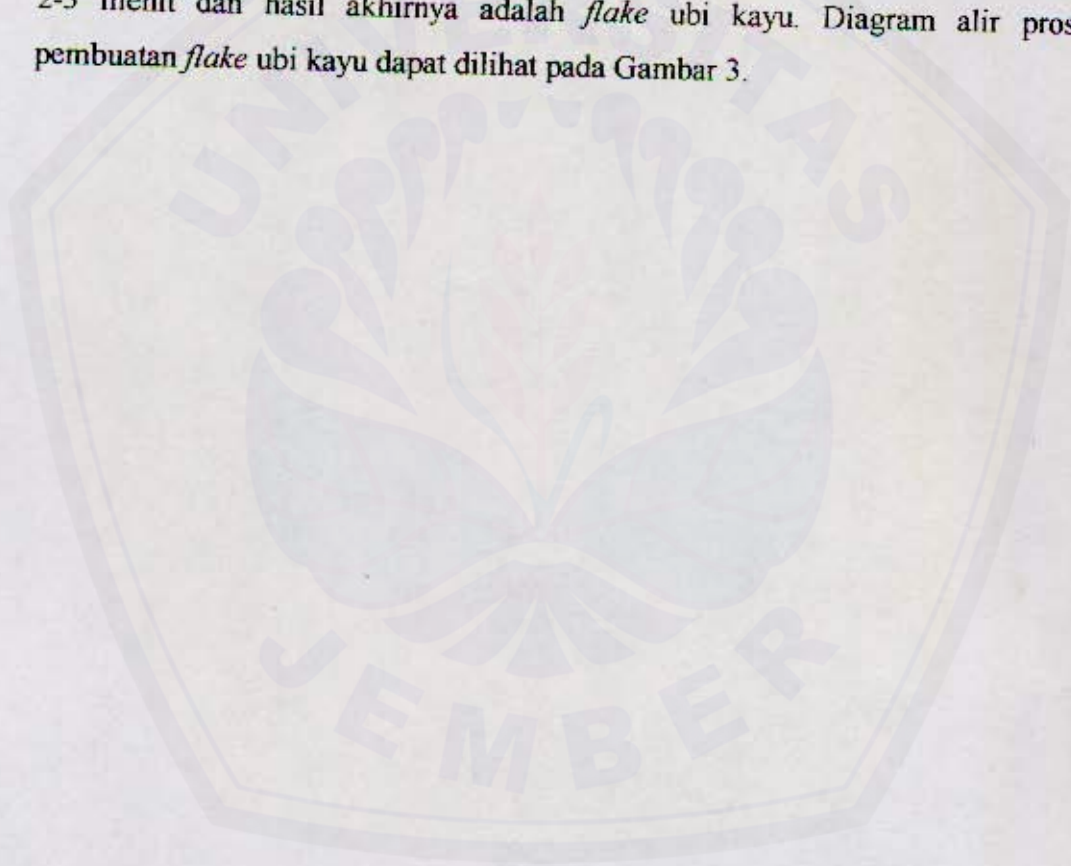 2-3 menit dan hasil akhirnya adalah flake ubi kayu. Diagram alir pros
pembuatan flake ubi kayu dapat dilihat pada Gambar 3.
UNIVERSITAS
JEMBER